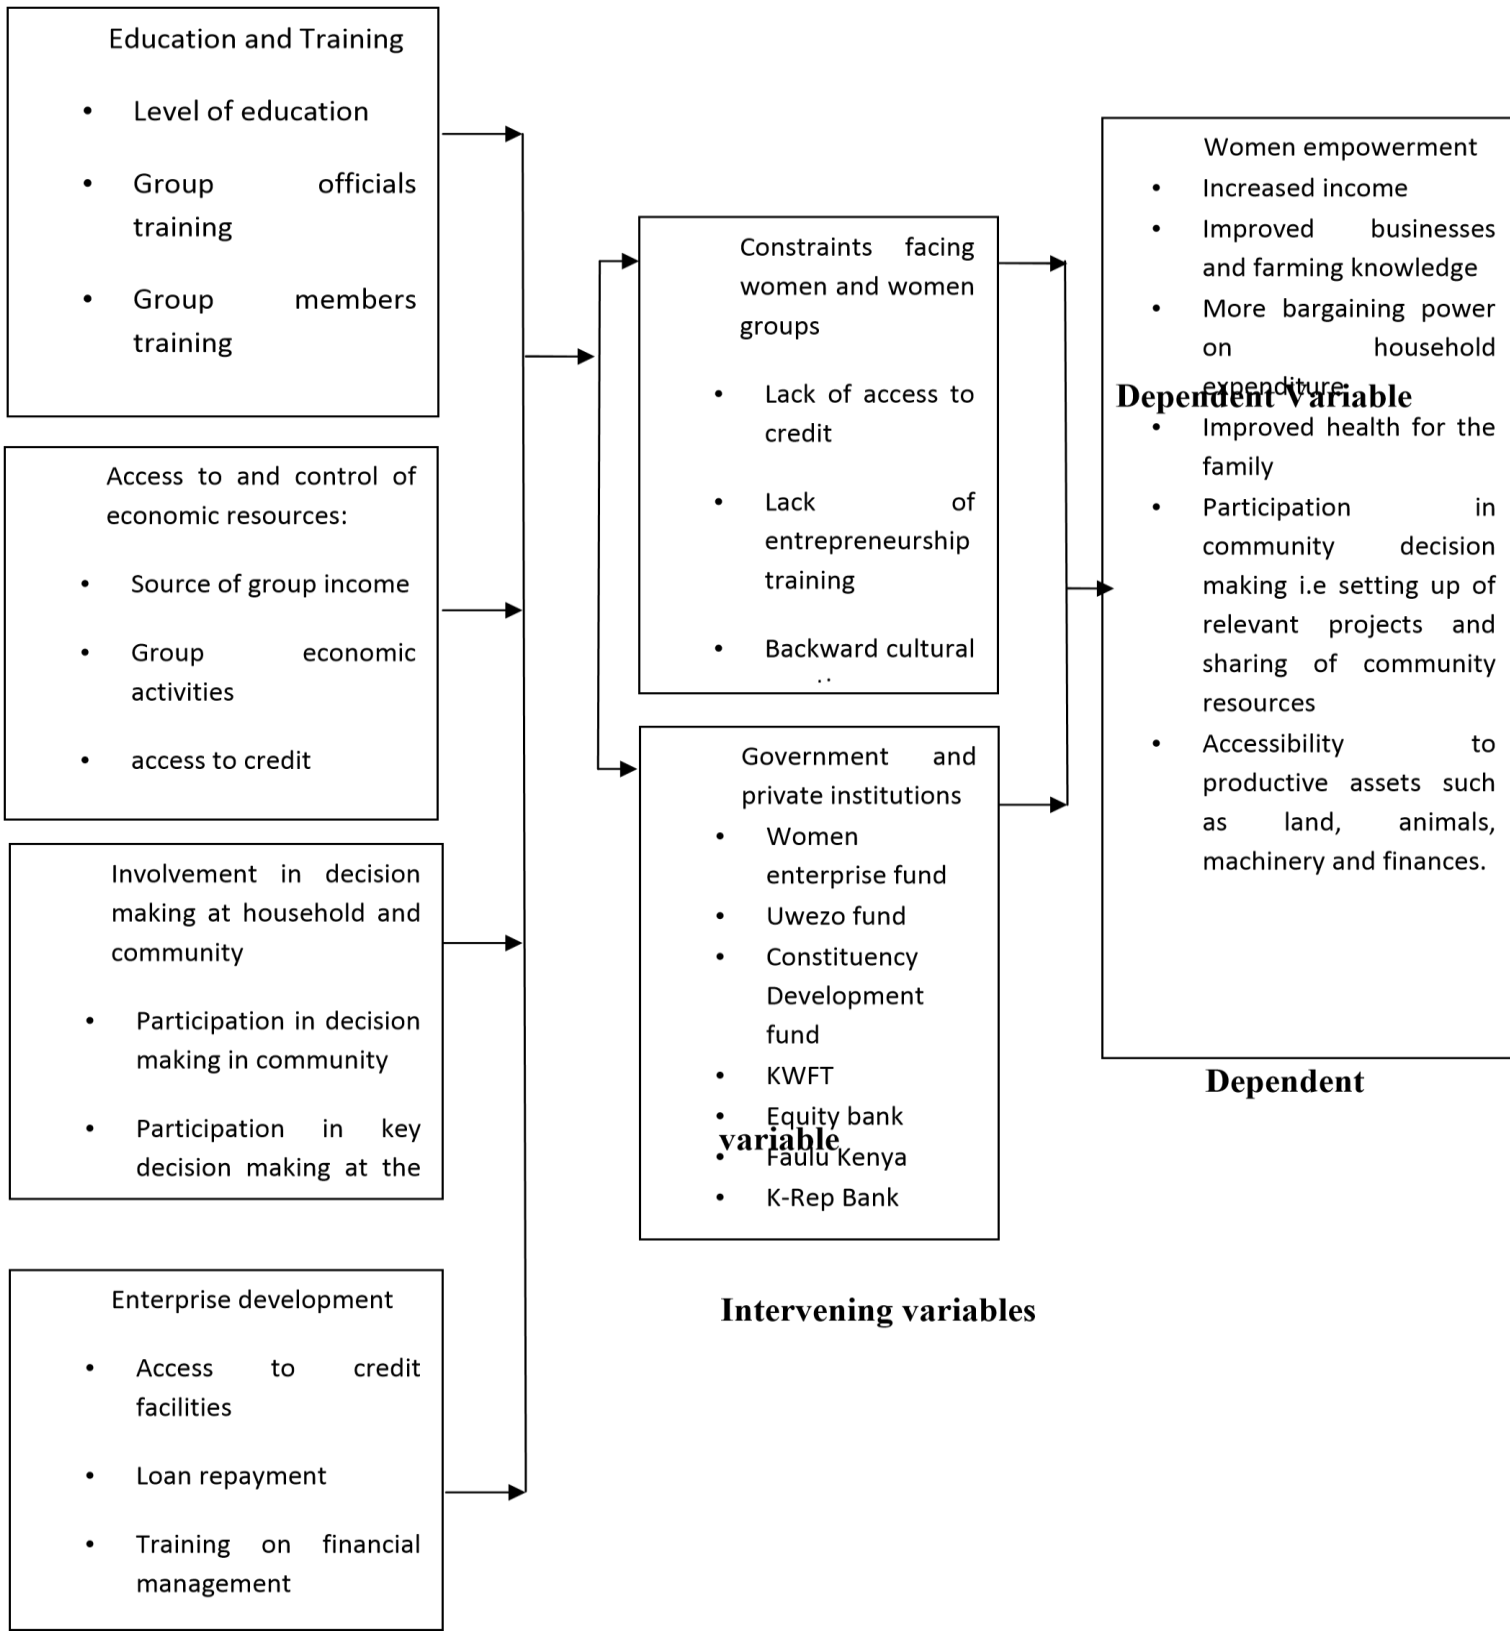 Education and Training
• Level of education
• Group officials
training
• Group members
training
Access to and control of
economic resources:
• Source of group income
• Group economic
activities
• access to credit
Involvement in decision
making at household and
community
• Participation in decision
making in community
• Participation in key
decision making at the
Enterprise development
• Access to credit
facilities
• Loan repayment
• Training on financial
management
Constraints facing
women and women
groups
• Lack of access to
credit
• Lack of
entrepreneurship
training
• Backward cultural
Government and
private institutions
• Women
enterprise fund
• Uwezo fund
• Constituency
Development
fund
• KWFT
• Equity bank
variable
• Faulu Kenya
• K-Rep Bank
Intervening variables
Women empowerment
• Increased income
• Improved businesses
and farming knowledge
• More bargaining power
on household
expenditure
Dependent Variable
• Improved health for the
family
• Participation in
community decision
making i.e setting up of
relevant projects and
sharing of community
resources
• Accessibility to
productive assets such
as land, animals,
machinery and finances.
Dependent